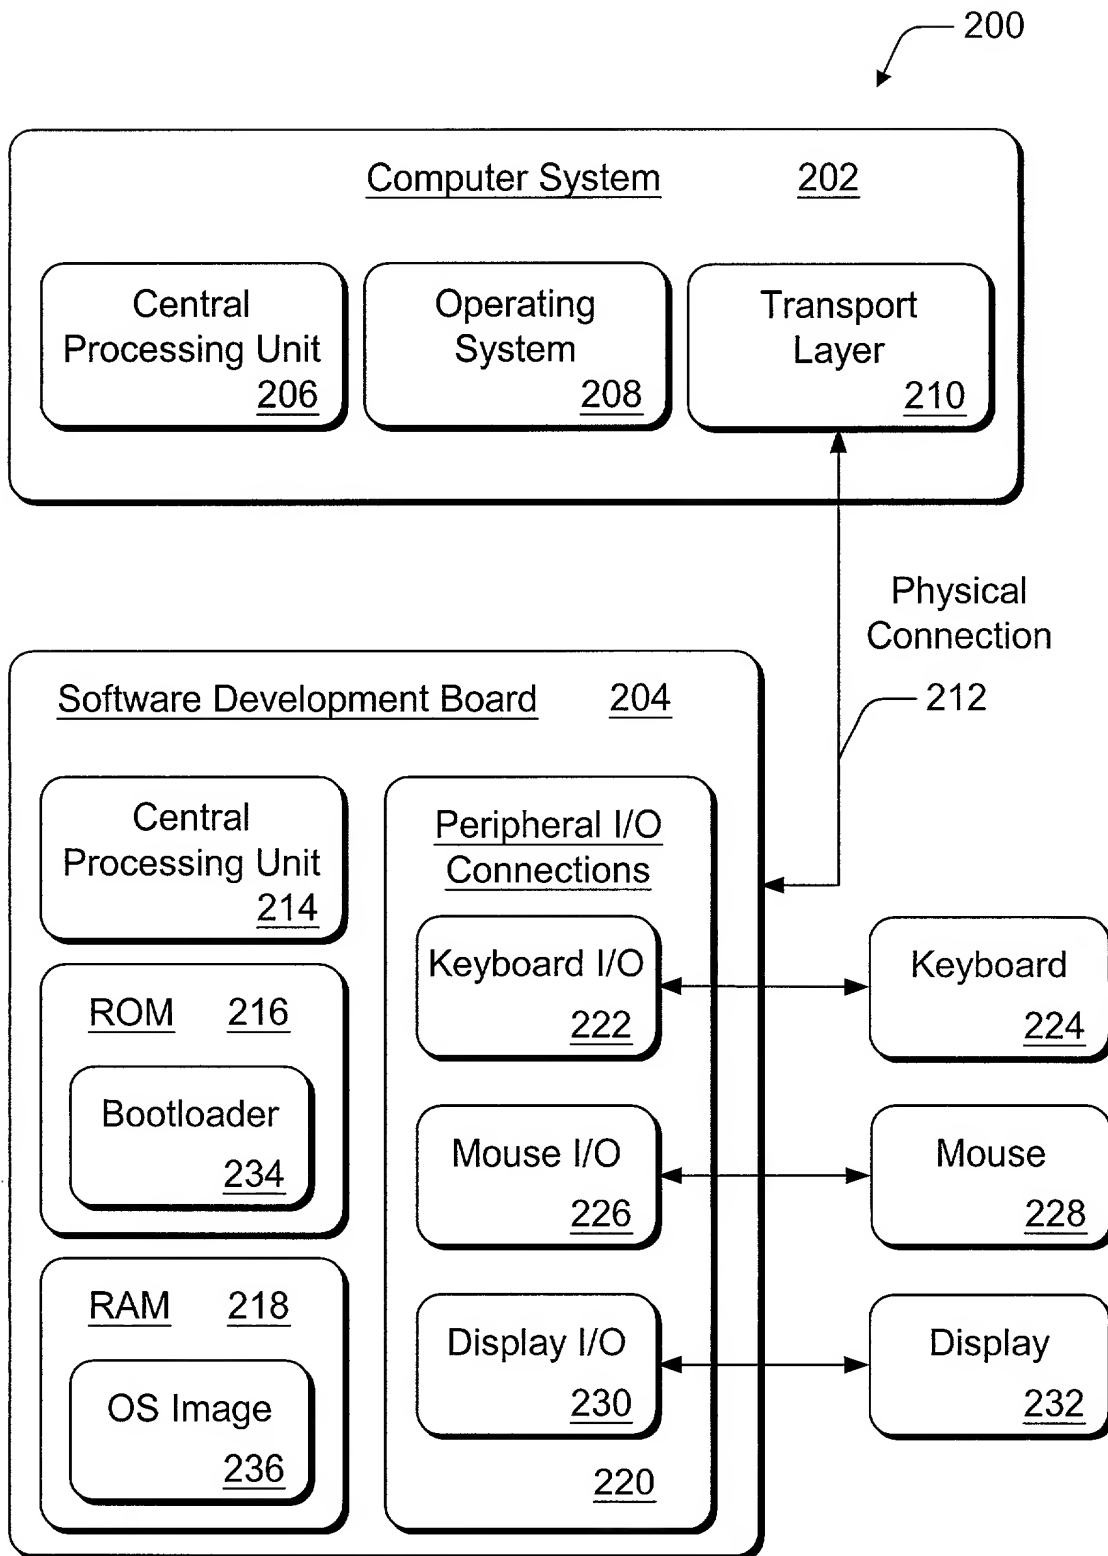 200
Computer System 202
Central
Processing Unit
206
Operating
System
208
Transport
Layer
210
Physical
Connection
212
Software Development Board 204
Central
Processing Unit
214
ROM 216
Bootloader
234
RAM 218
OS Image
236
Peripheral I/O
Connections
Keyboard I/O
222
Mouse I/O
226
Display I/O
230
220
Keyboard
224
Mouse
228
Display
232